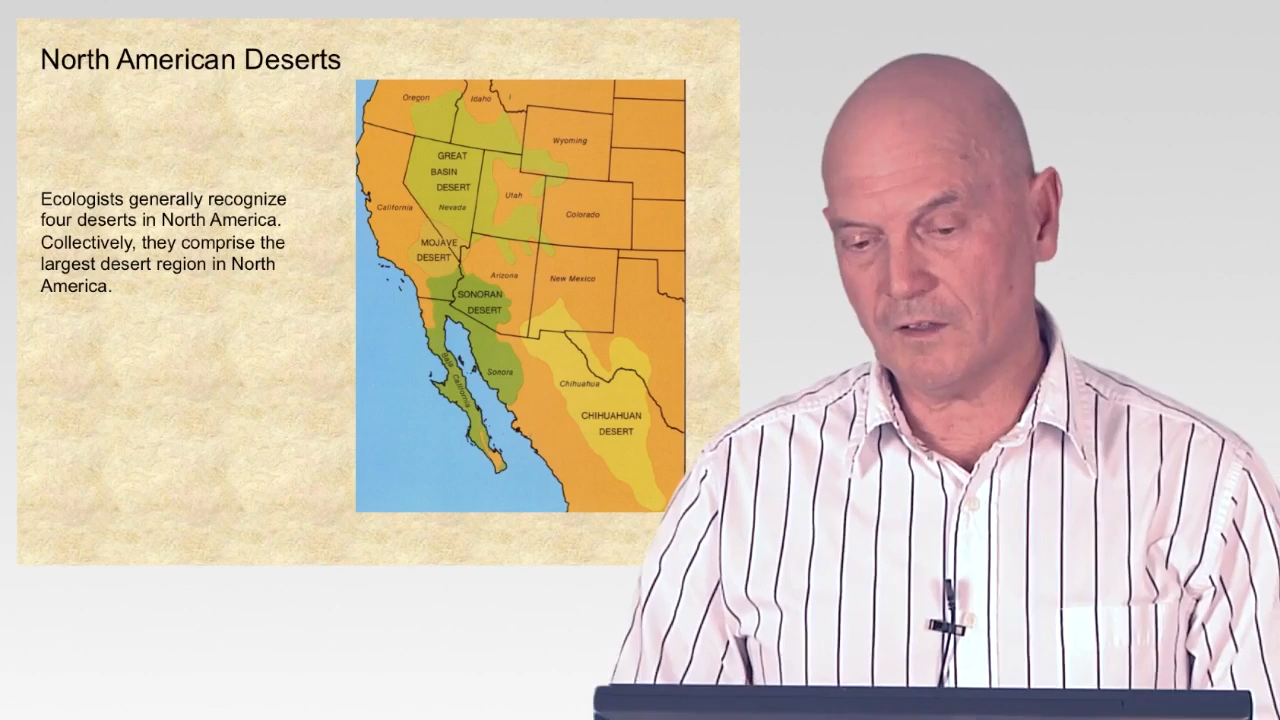 North American Deserts
Ecologists generally recognize
four deserts in North America.
Collectively, they comprise the
largest desert region in North
America.
Oregon
Idaho
Wyoming
GREAT
BASIN
DESERT
Utah
California
Nevada
Colorado
MOJAVE
DESERT
Arizona
New Mexico
SONORAN
DESERT
Baja
California
Sonora
Chihuahua
CHIHUAHUAN
DESERT